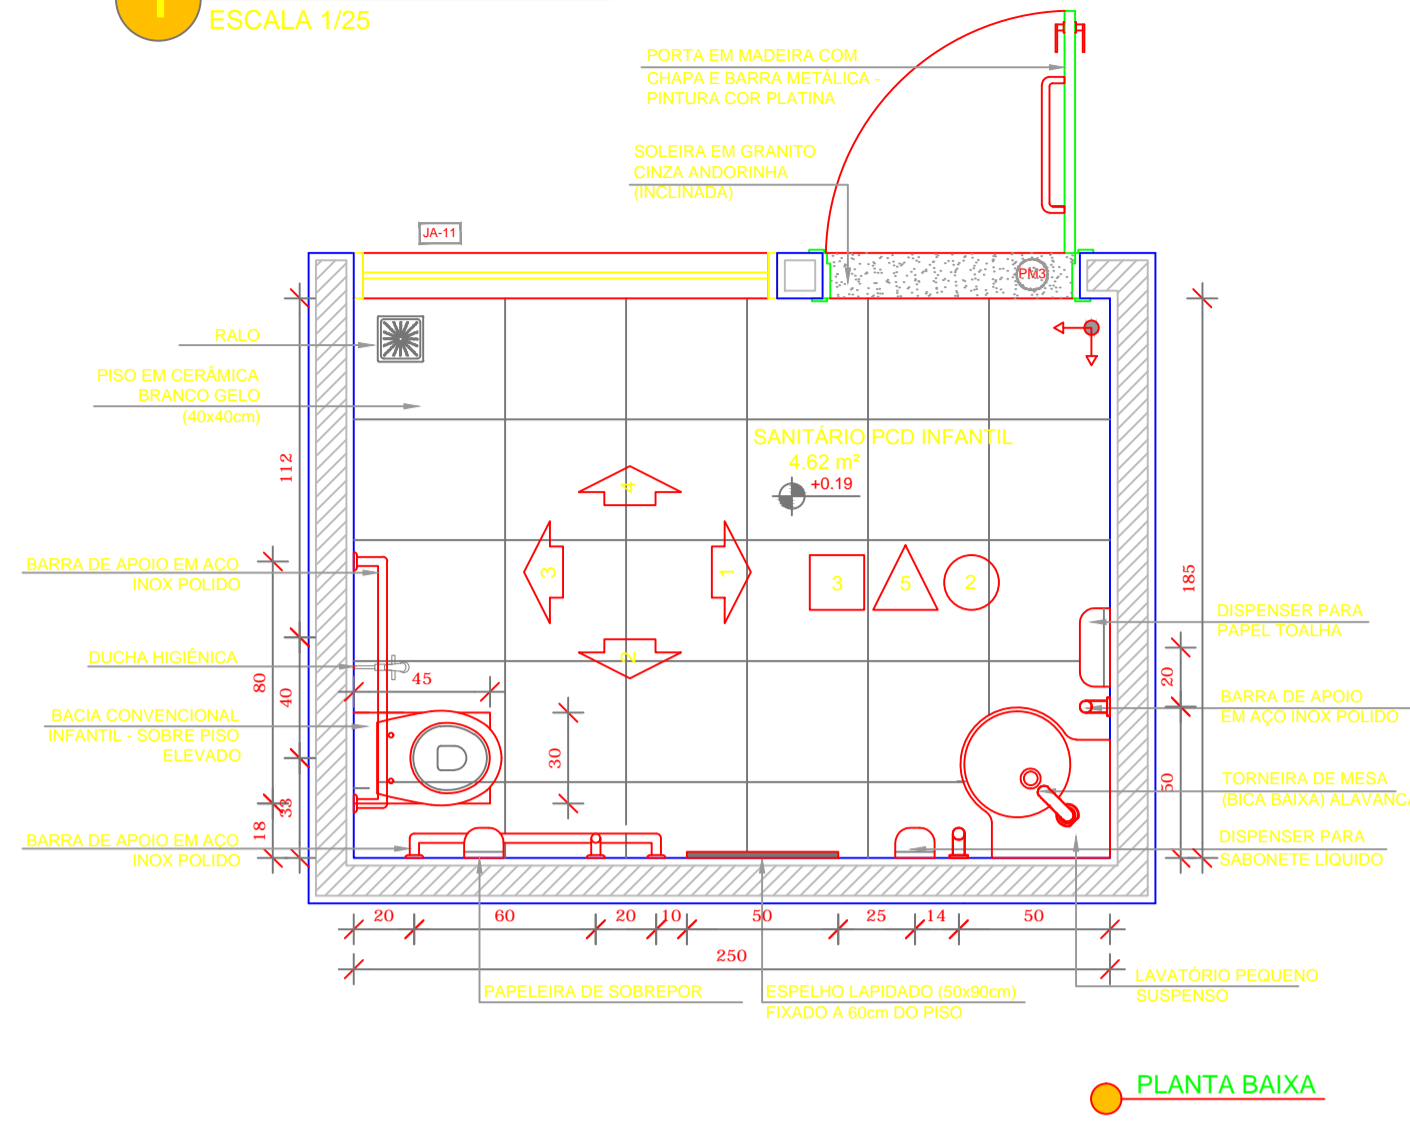 1
ESCALA 1/25
PORTA EM MADEIRA COM
CHAPA E BARRA METÁLICA -
PINTURA COR PLATINA
SOLEIRA EM GRANITO
CINZA ANDORINHA
(INCLINADA)
JA-11
PM3
RALO
PISO EM CERÂMICA
BRANCO GELO
(40x40cm)
SANITÁRIO PCD INFANTIL
4.62 m²
+0.19
112
4
3
1
2
3
5
2
185
BARRA DE APOIO EM AÇO
INOX POLIDO
DISPENSER PARA
PAPEL TOALHA
DUCHA HIGIÊNICA
80
40
45
20
BARRA DE APOIO
EM AÇO INOX POLIDO
BACIA CONVENCIONAL
INFANTIL - SOBRE PISO
ELEVADO
30
50
TORNEIRA DE MESA
(BICA BAIXA) ALAVANCA
33
18
BARRA DE APOIO EM AÇO
INOX POLIDO
DISPENSER PARA
SABONETE LÍQUIDO
20
60
20
10
50
25
14
50
250
PAPELEIRA DE SOBREPOR
ESPELHO LAPIDADO (50x90cm)
FIXADO A 60cm DO PISO
LAVATÓRIO PEQUENO
SUSPENSO
PLANTA BAIXA